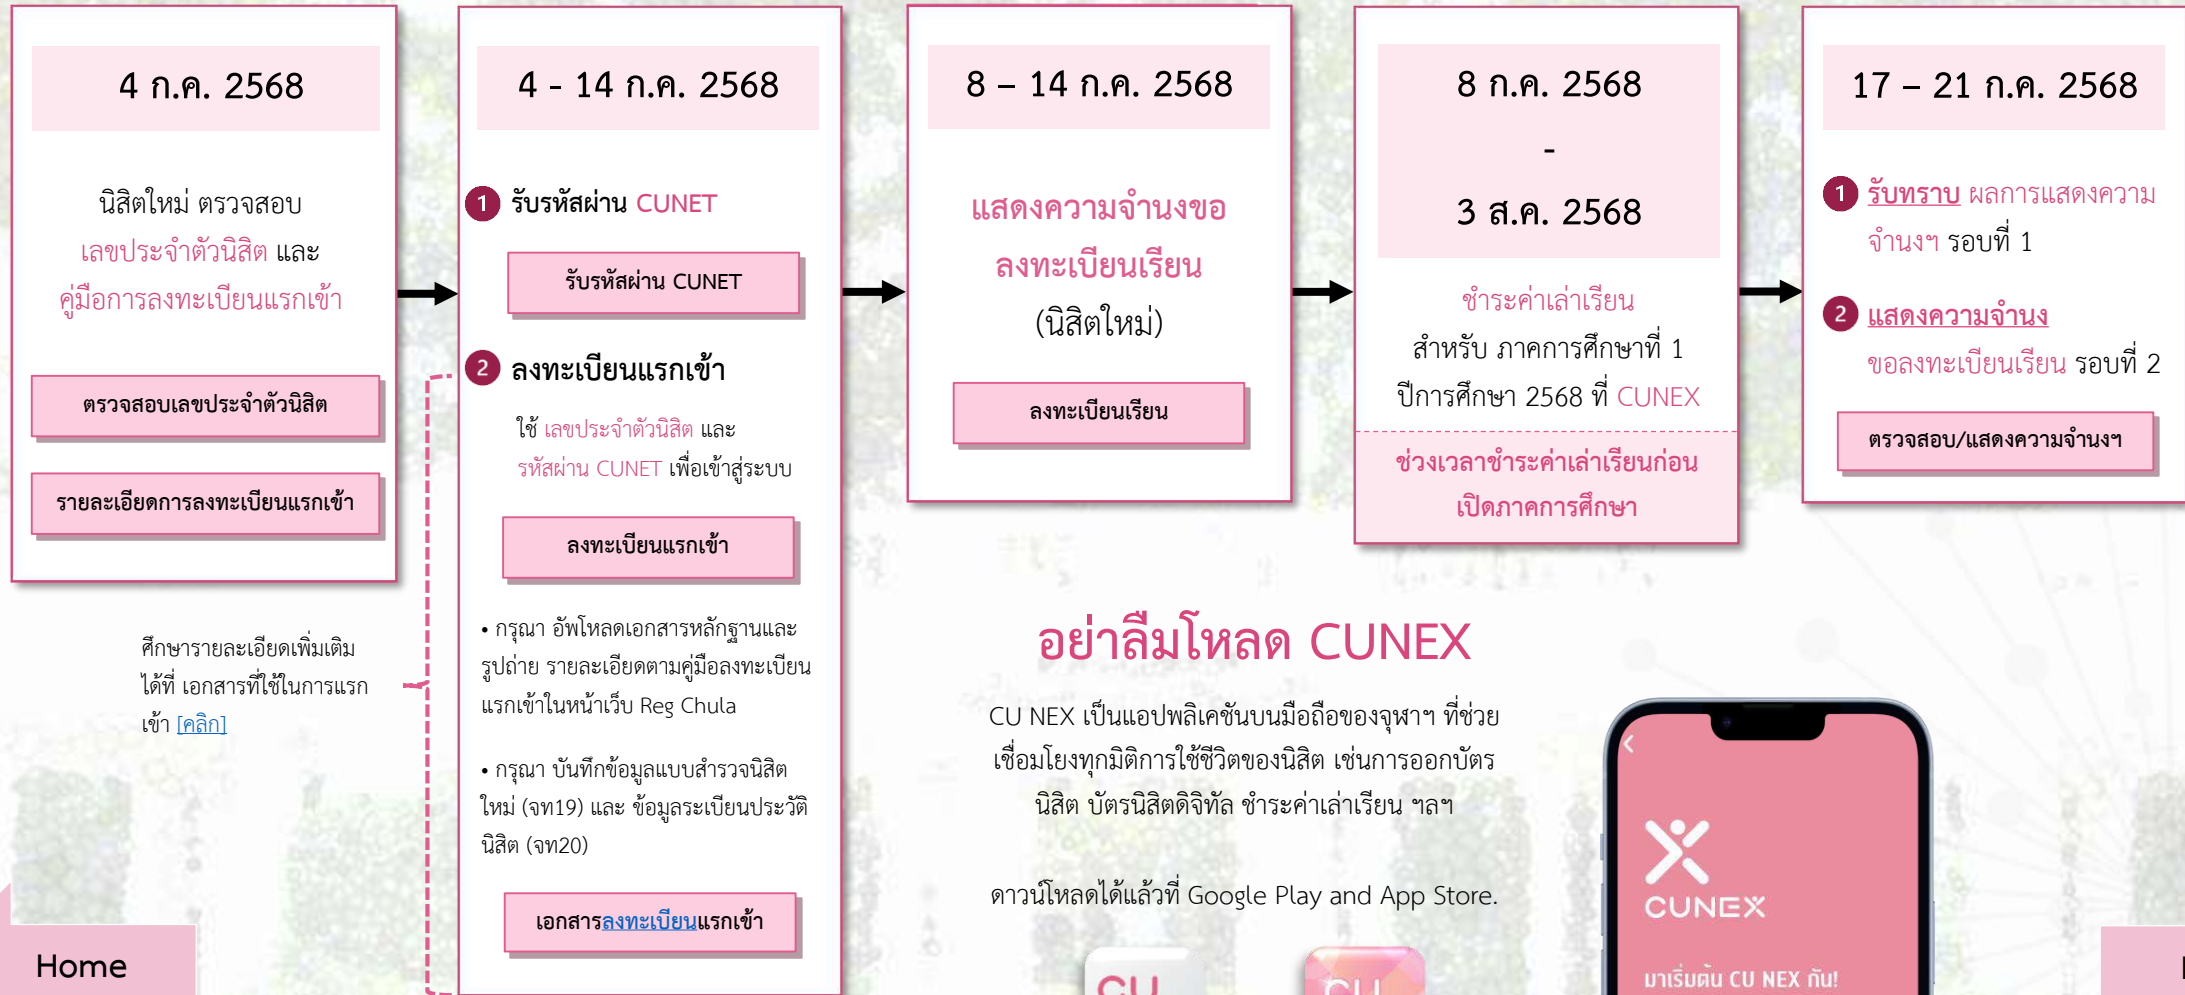 4 ก.ค. 2568
นิสิตใหม่ ตรวจสอบ
เลขประจำตัวนิสิต และ
คู่มือการลงทะเบียนแรกเข้า
ตรวจสอบเลขประจำตัวนิสิต
รายละเอียดการลงทะเบียนแรกเข้า
ศึกษารายละเอียดเพิ่มเติม
ได้ที่ เอกสารที่ใช้ในการแรก
เข้า [คลิก]
4 - 14 ก.ค. 2568
1 รับรหัสผ่าน CUNET
รับรหัสผ่าน CUNET
2 ลงทะเบียนแรกเข้า
ใช้ เลขประจำตัวนิสิต และ
รหัสผ่าน CUNET เพื่อเข้าสู่ระบบ
ลงทะเบียนแรกเข้า
• กรุณา อัพโหลดเอกสารหลักฐานและ
รูปถ่าย รายละเอียดตามคู่มือลงทะเบียน
แรกเข้าในหน้าเว็บ Reg Chula
• กรุณา บันทึกข้อมูลแบบสำรวจนิสิต
ใหม่ (จท19) และ ข้อมูลระเบียนประวัติ
นิสิต (จท20)
เอกสารลงทะเบียนแรกเข้า
8 – 14 ก.ค. 2568
แสดงความจำนงขอ
ลงทะเบียนเรียน
(นิสิตใหม่)
ลงทะเบียนเรียน
8 ก.ค. 2568
-
3 ส.ค. 2568
ชำระค่าเล่าเรียน
สำหรับ ภาคการศึกษาที่ 1
ปีการศึกษา 2568 ที่ CUNEX
ช่วงเวลาชำระค่าเล่าเรียนก่อน
เปิดภาคการศึกษา
17 – 21 ก.ค. 2568
1 รับทราบ ผลการแสดงความ
จำนงฯ รอบที่ 1
2 แสดงความจำนง
ขอลงทะเบียนเรียน รอบที่ 2
ตรวจสอบ/แสดงความจำนงฯ
อย่าลืมโหลด CUNEX
CU NEX เป็นแอปพลิเคชันบนมือถือของจุฬาฯ ที่ช่วย
เชื่อมโยงทุกมิติการใช้ชีวิตของนิสิต เช่นการออกบัตร
นิสิต บัตรนิสิตดิจิทัล ชำระค่าเล่าเรียน ฯลฯ
ดาวน์โหลดได้แล้วที่ Google Play and App Store.
CU
CU
CUNEX
มาเริ่มต้น CU NEX กัน!
Home